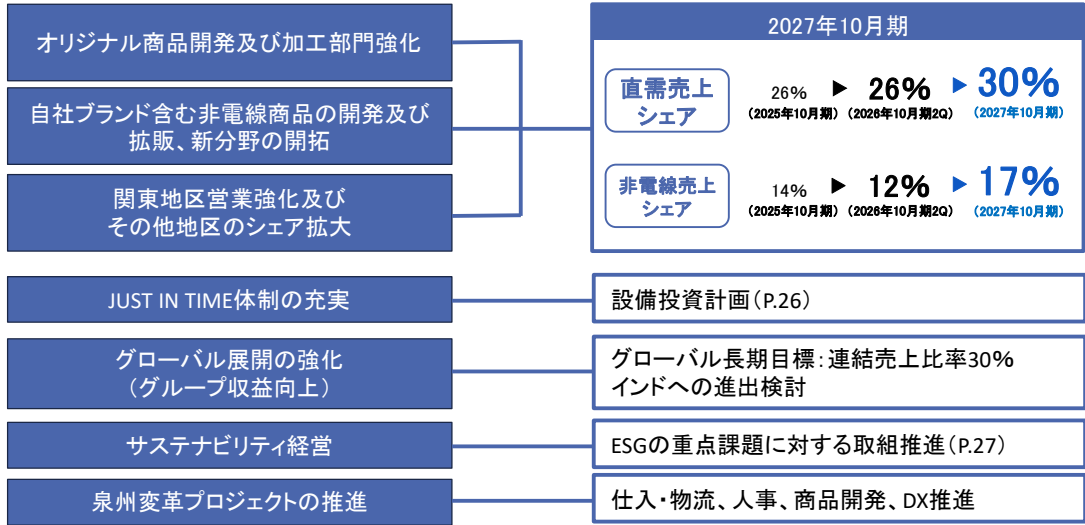 オリジナル商品開発及び加工部門強化
自社ブランド含む非電線商品の開発及び
拡販、新分野の開拓
関東地区営業強化及び
その他地区のシェア拡大
2027年10月期
直需売上
シェア
26% ▶ 26% ▶ 30%
(2025年10月期) (2026年10月期2Q) (2027年10月期)
非電線売上
シェア
14% ▶ 12% ▶ 17%
(2025年10月期) (2026年10月期2Q) (2027年10月期)
JUST IN TIME体制の充実
設備投資計画(P.26)
グローバル展開の強化
(グループ収益向上)
グローバル長期目標:連結売上比率30%
インドへの進出検討
サステナビリティ経営
ESGの重点課題に対する取組推進(P.27)
泉州変革プロジェクトの推進
仕入・物流、人事、商品開発、DX推進